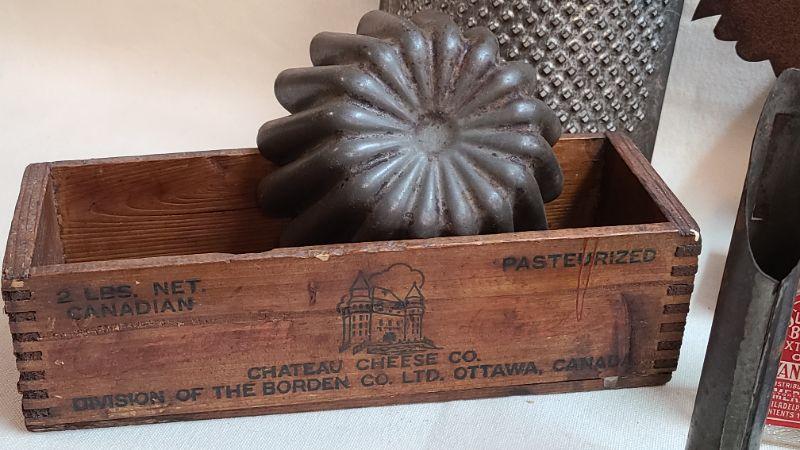 2 LBS. NET.
CANADIAN
PASTEURIZED
CHATEAU CHEESE CO.
DIVISION OF THE BORDEN CO. LTD. OTTAWA, CANADA